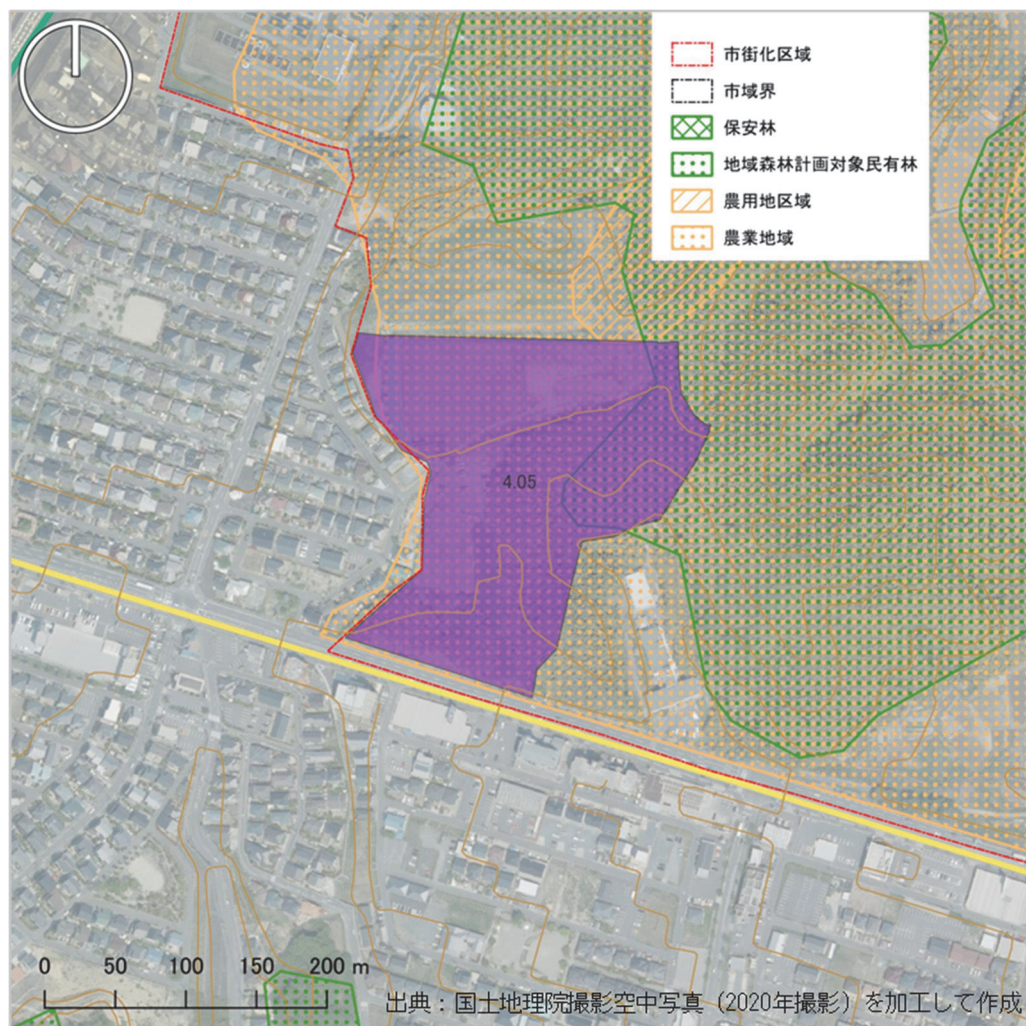 市街化区域
市域界
保安林
地域森林計画対象民有林
農用地区域
農業地域
4.05
0 50 100 150 200 m
出典：国土地理院撮影空中写真（2020年撮影）を加工して作成